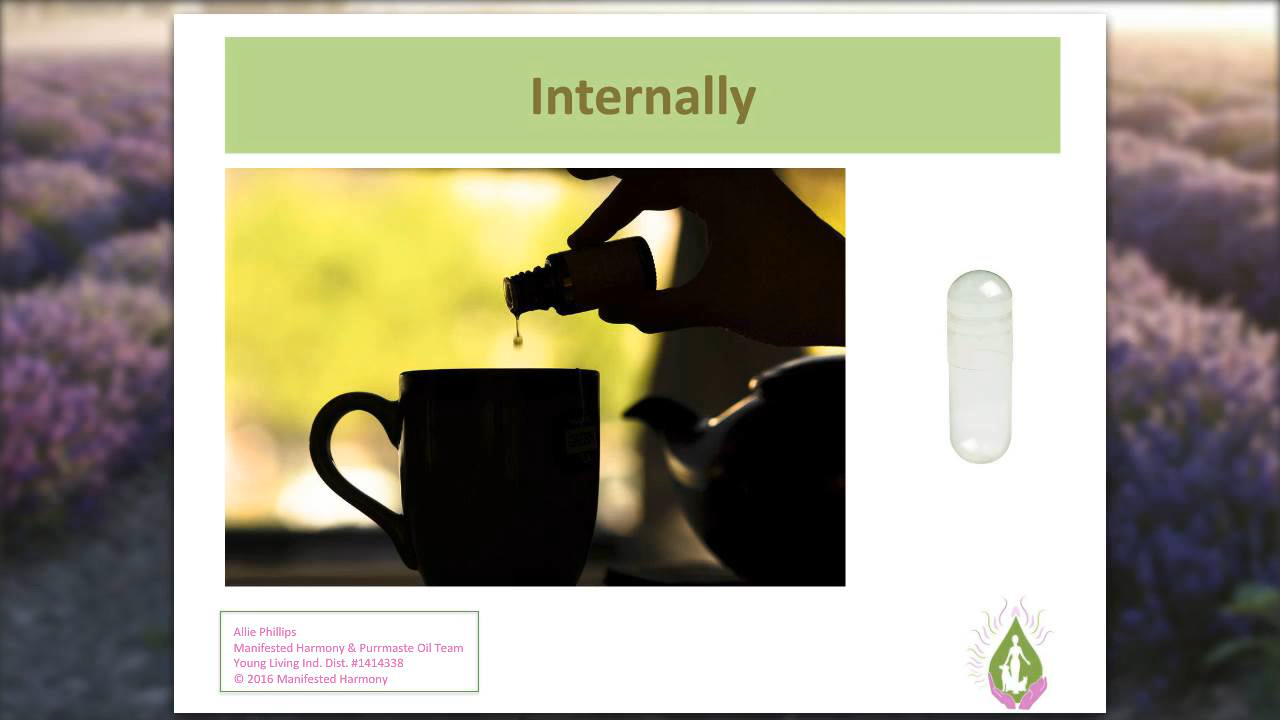 Internally
Allie Phillips
Manifested Harmony & Purrmaste Oil Team
Young Living Ind. Dist. #1414338
© 2016 Manifested Harmony